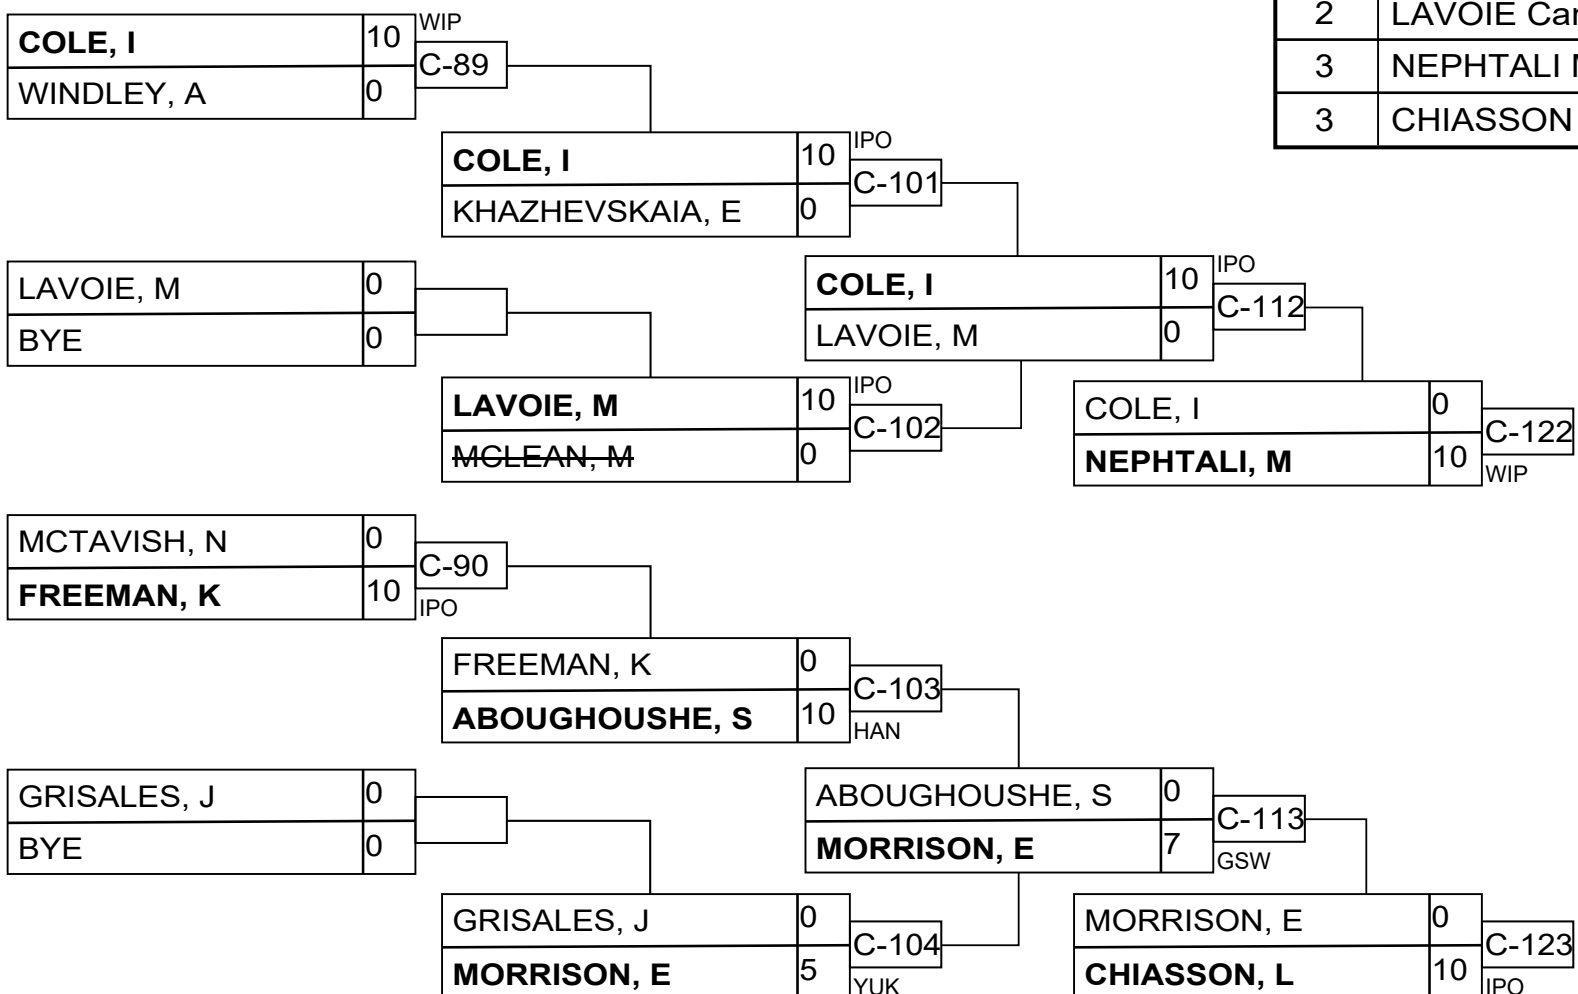 2 LAVOIE
3 NEPHTALI
3 CHIASSON
COLE, I 10 WIP
C-89
WINDLEY, A 0
COLE, I 10 IPO
C-101
KHAZHEVSKAIA, E 0
LAVOIE, M 0
BYE 0
COLE, I 10 IPO
C-112
LAVOIE, M 0
LAVOIE, M 10 IPO
C-102
MCLEAN, M 0
COLE, I 0
C-122
NEPHTALI, M 10 WIP
MCTAVISH, N 0
C-90
FREEMAN, K 10 IPO
FREEMAN, K 0
C-103
ABOUGHOUSHE, S 10 HAN
GRISALES, J 0
BYE 0
ABOUGHOUSHE, S 0
C-113
MORRISON, E 7 GSW
GRISALES, J 0
C-104
MORRISON, E 5 YUK
MORRISON, E 0
C-123
CHIASSON, L 10 IPO